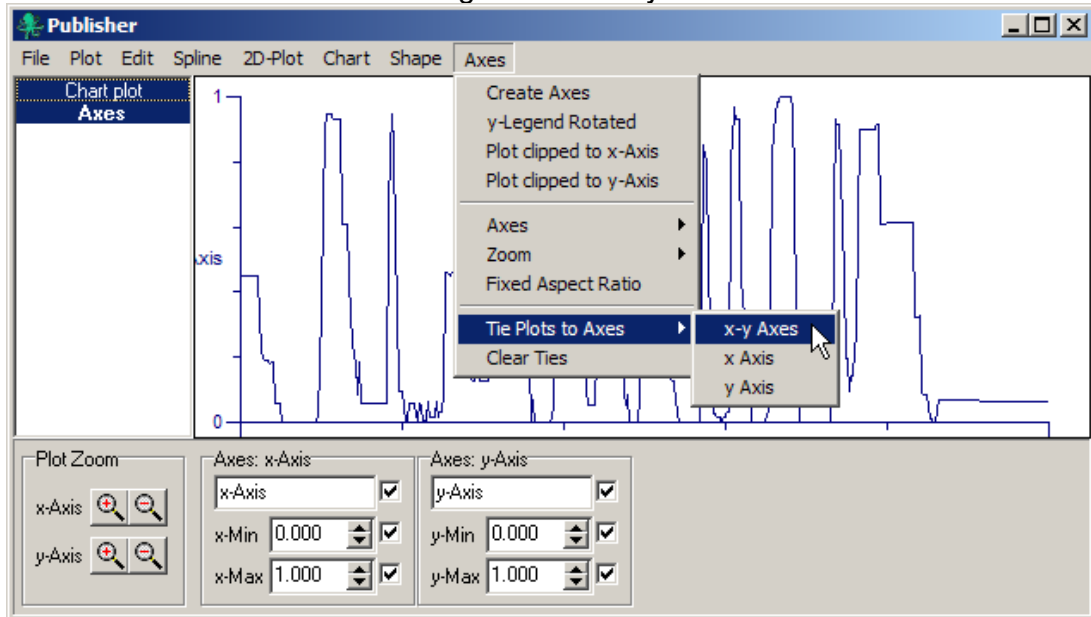 Publisher
File Plot Edit Spline 2D-Plot Chart Shape Axes
Chart plot
Axes
1
xis
0
Create Axes
y-Legend Rotated
Plot clipped to x-Axis
Plot clipped to y-Axis
Axes
Zoom
Fixed Aspect Ratio
Tie Plots to Axes
Clear Ties
x-y Axes
x Axis
y Axis
Plot Zoom
x-Axis
y-Axis
Axes: x-Axis
x-Axis
x-Min 0.000
x-Max 1.000
Axes: y-Axis
y-Axis
y-Min 0.000
y-Max 1.000